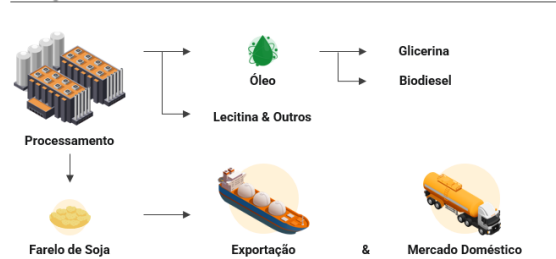 Glicerina
Óleo
Biodiesel
Lecitina & Outros
Processamento
Farelo de Soja
Exportação
&
Mercado Doméstico